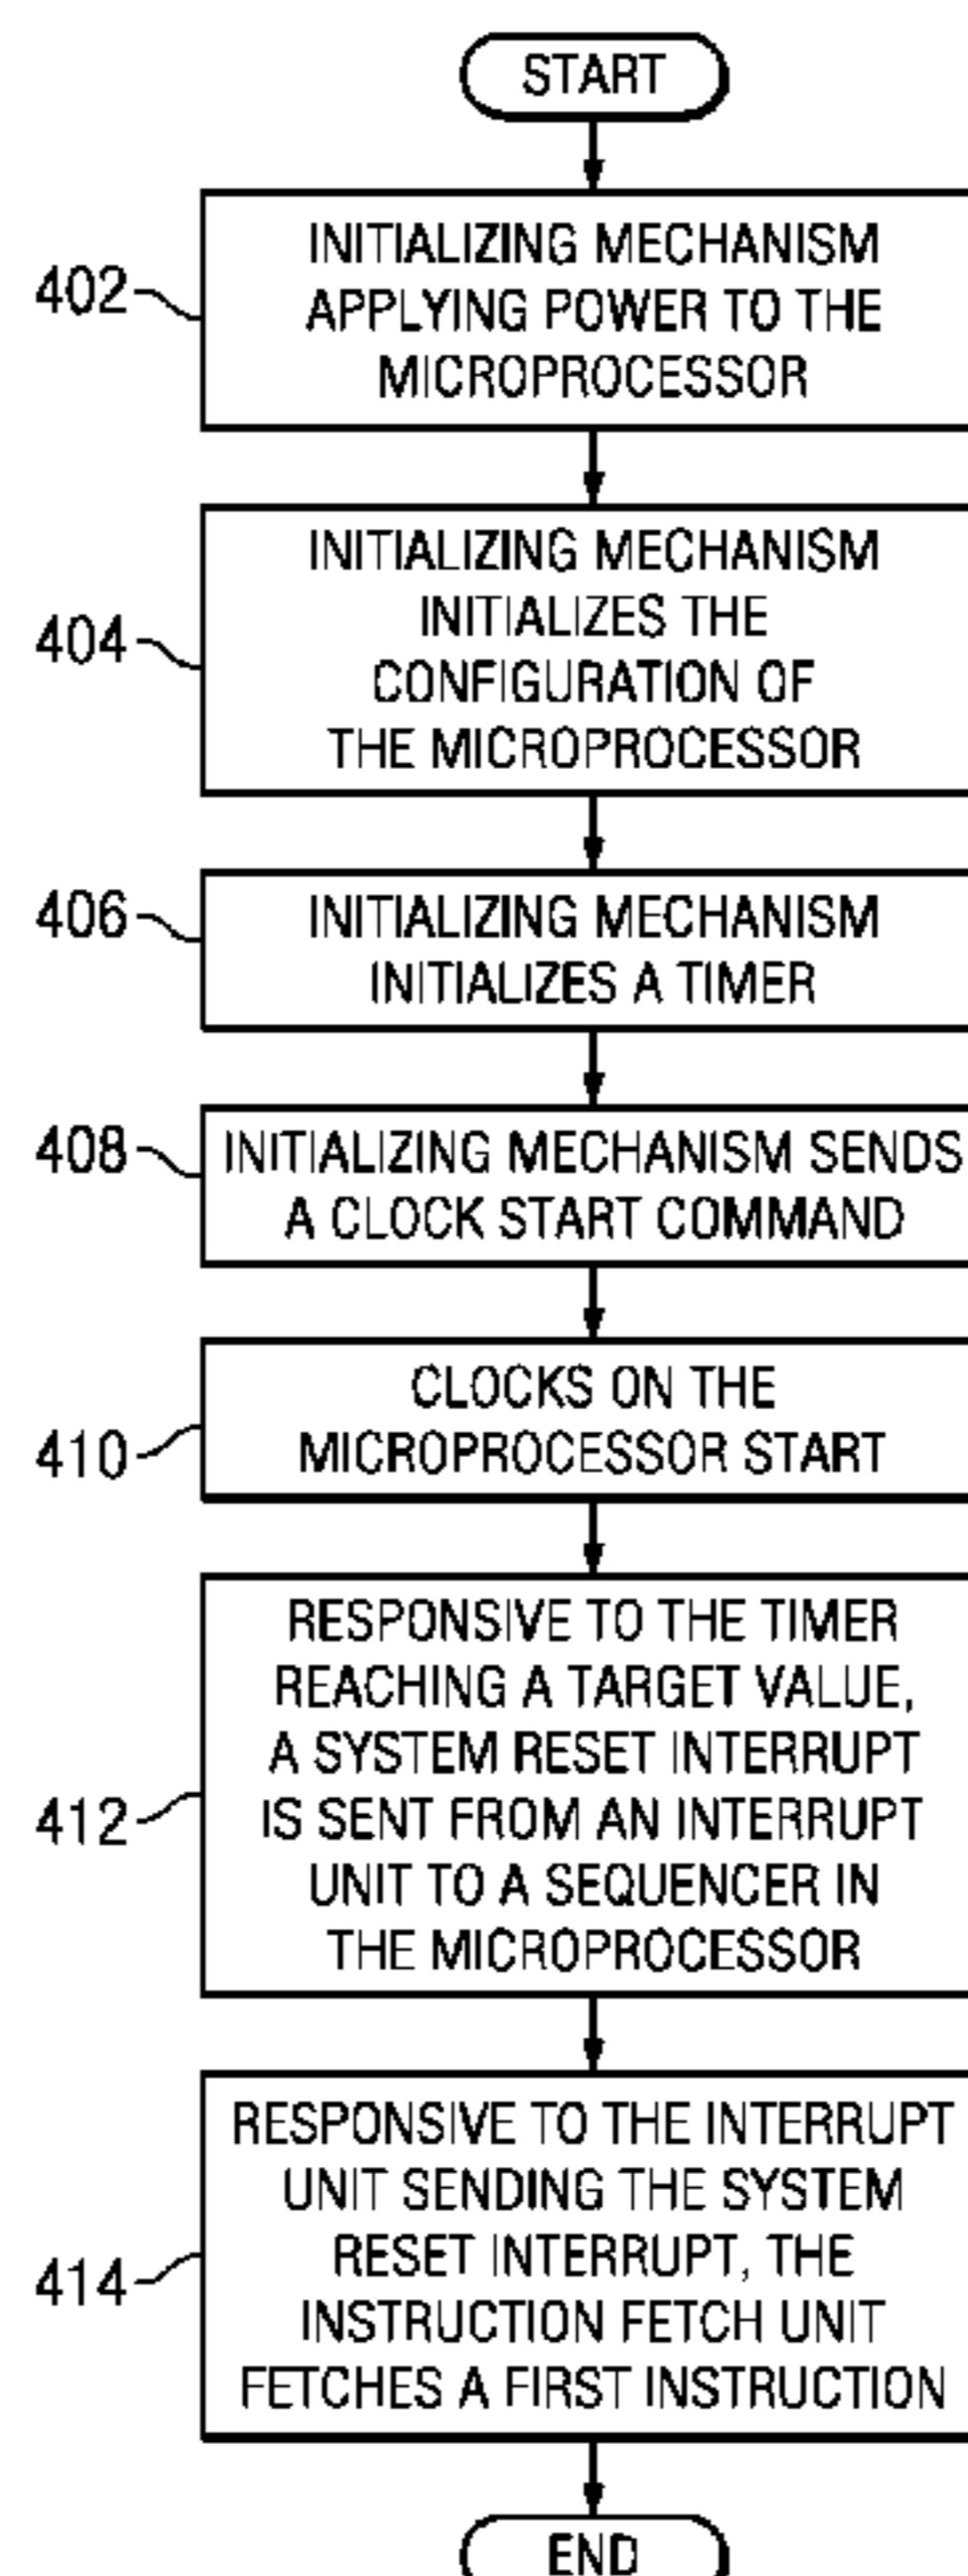 START
402
INITIALIZING MECHANISM
APPLYING POWER TO THE
MICROPROCESSOR
404
INITIALIZING MECHANISM
INITIALIZES THE
CONFIGURATION OF
THE MICROPROCESSOR
406
INITIALIZING MECHANISM
INITIALIZES A TIMER
408
INITIALIZING MECHANISM SENDS
A CLOCK START COMMAND
410
CLOCKS ON THE
MICROPROCESSOR START
412
RESPONSIVE TO THE TIMER
REACHING A TARGET VALUE,
A SYSTEM RESET INTERRUPT
IS SENT FROM AN INTERRUPT
UNIT TO A SEQUENCER IN
THE MICROPROCESSOR
414
RESPONSIVE TO THE INTERRUPT
UNIT SENDING THE SYSTEM
RESET INTERRUPT, THE
INSTRUCTION FETCH UNIT
FETCHES A FIRST INSTRUCTION
END